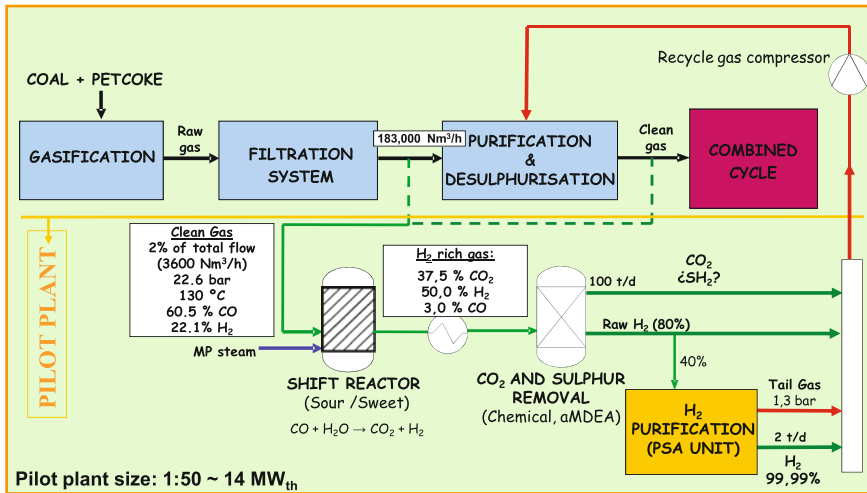 Recycle gas compressor
COAL + PETCOKE
Raw
gas
183,000 Nm³/h
Clean
gas
GASIFICATION
FILTRATION
SYSTEM
PURIFICATION
&
DESULPHURISATION
COMBINED
CYCLE
PILOT PLANT
Clean Gas
2% of total flow
(3600 Nm³/h)
22.6 bar
130 ºC
60.5 % CO
22.1% H₂
H₂ rich gas:
37,5 % CO₂
50,0 % H₂
3,0 % CO
100 t/d
CO₂
¿SH₂?
Raw H₂ (80%)
40%
MP steam
SHIFT REACTOR
(Sour /Sweet)
CO + H₂O → CO₂ + H₂
CO₂ AND SULPHUR
REMOVAL
(Chemical, aMDEA)
H₂
PURIFICATION
(PSA UNIT)
Tail Gas
1,3 bar
2 t/d
H₂
99,99%
Pilot plant size: 1:50 ~ 14 MWth